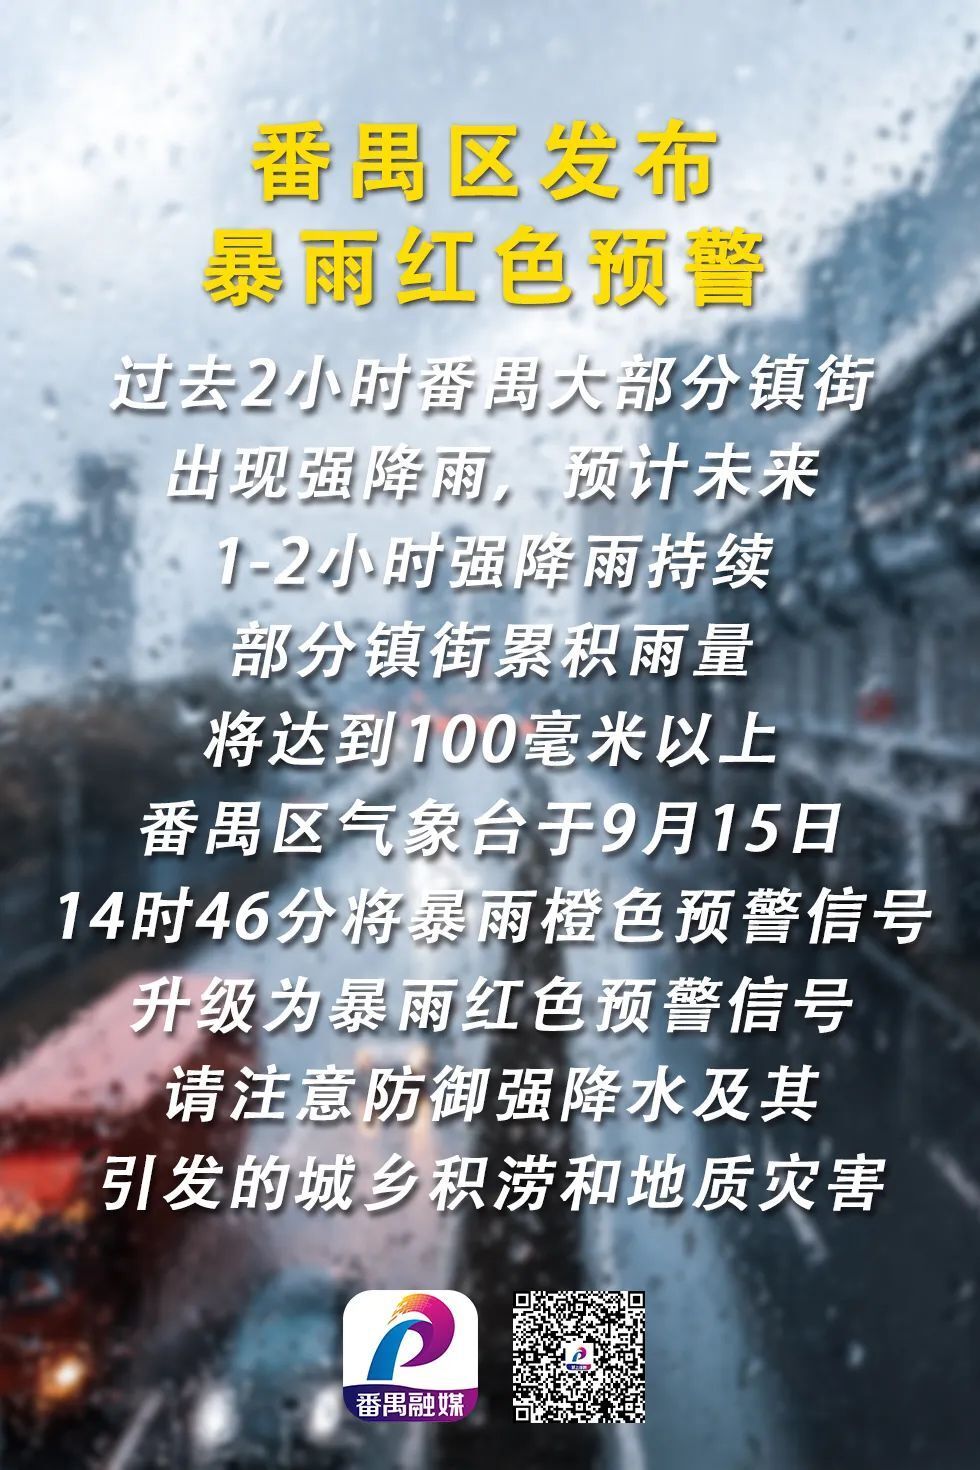 番禺区发布
暴雨红色预警
过去2小时番禺大部分镇街
出现强降雨，预计未来
1-2小时强降雨持续
部分镇街累积雨量
将达到100毫米以上
番禺区气象台于9月15日
14时46分将暴雨橙色预警信号
升级为暴雨红色预警信号
请注意防御强降水及其
引发的城乡积涝和地质灾害
番禺融媒